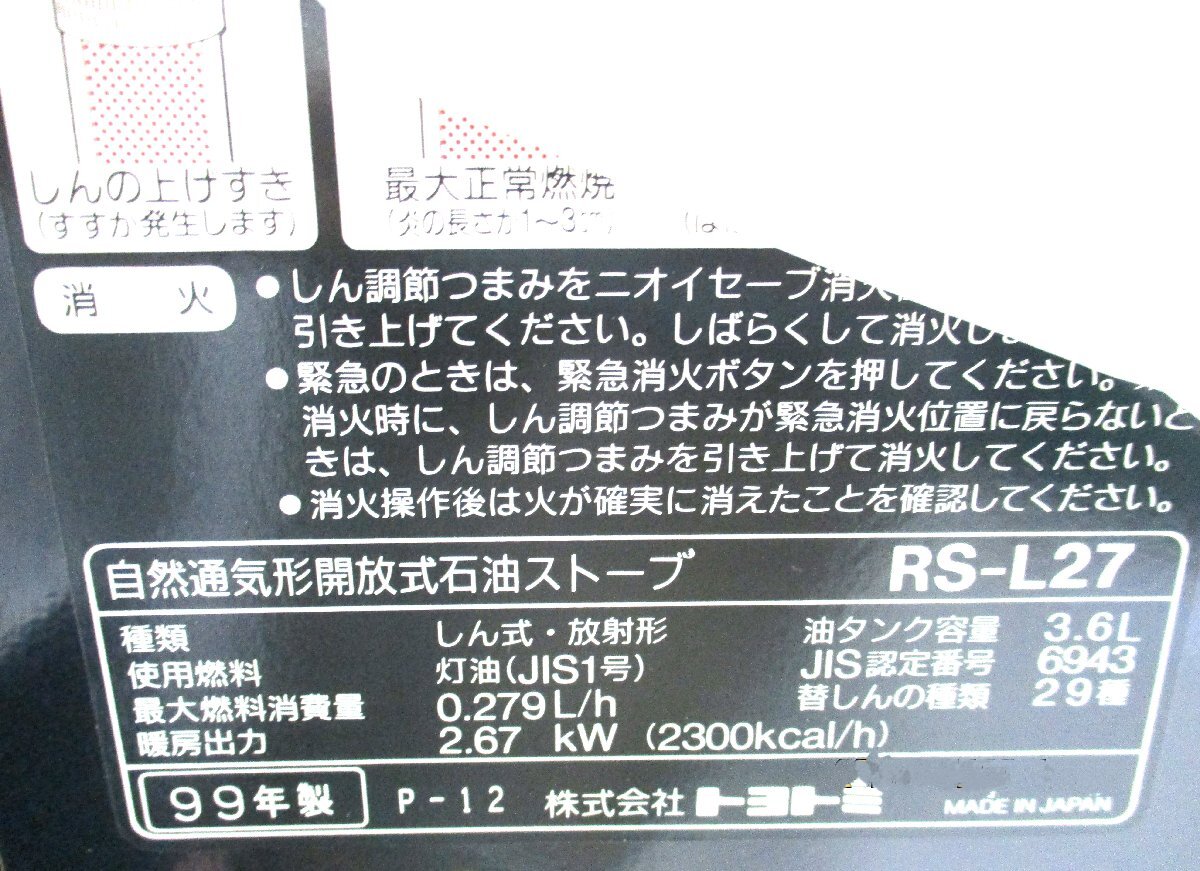 しんの上げすき
(すすが発生します)
最大正常燃焼
(炎の長さが1〜3cm)
消火
●しん調節つまみをニオイセーブ消火
引き上げてください。しばらくして消火し
●緊急のときは、緊急消火ボタンを押してください。
消火時に、しん調節つまみが緊急消火位置に戻らないと
きは、しん調節つまみを引き上げて消火してください。
●消火操作後は火が確実に消えたことを確認してください。
自然通気形開放式石油ストーブ RS-L27
種類 しん式・放射形 油タンク容量 3.6L
使用燃料 灯油(JIS1号) JIS認定番号 6943
最大燃料消費量 0.279L/h 替しんの種類 29種
暖房出力 2.67 kW (2300kcal/h)
99年製 P-12 株式会社 トヨトミ MADE IN JAPAN